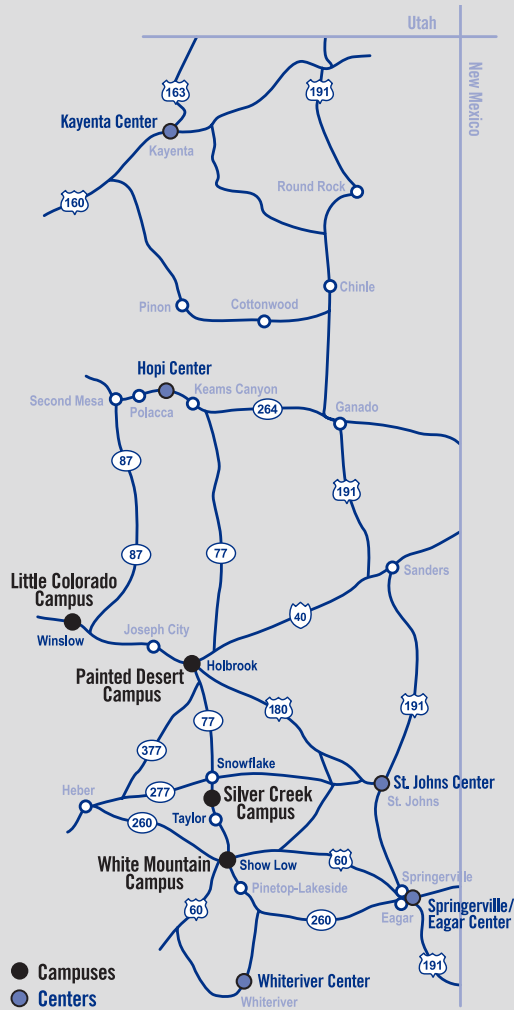 Utah
New Mexico
163
191
Kayenta Center
Kayenta
Round Rock
160
Chinle
Pinon
Cottonwood
Hopi Center
Second Mesa
Polacca
Keams Canyon
264
Ganado
87
191
87
77
Sanders
Little Colorado
Campus
Winslow
Joseph City
40
Painted Desert
Campus
Holbrook
180
191
77
377
Snowflake
277
Heber
Silver Creek
Campus
St. Johns Center
St. Johns
260
Taylor
White Mountain
Campus
Show Low
60
Pinetop-Lakeside
Springerville
Eagar
Springerville/
Eagar Center
60
260
191
Whiteriver Center
Whiteriver
Campuses
Centers